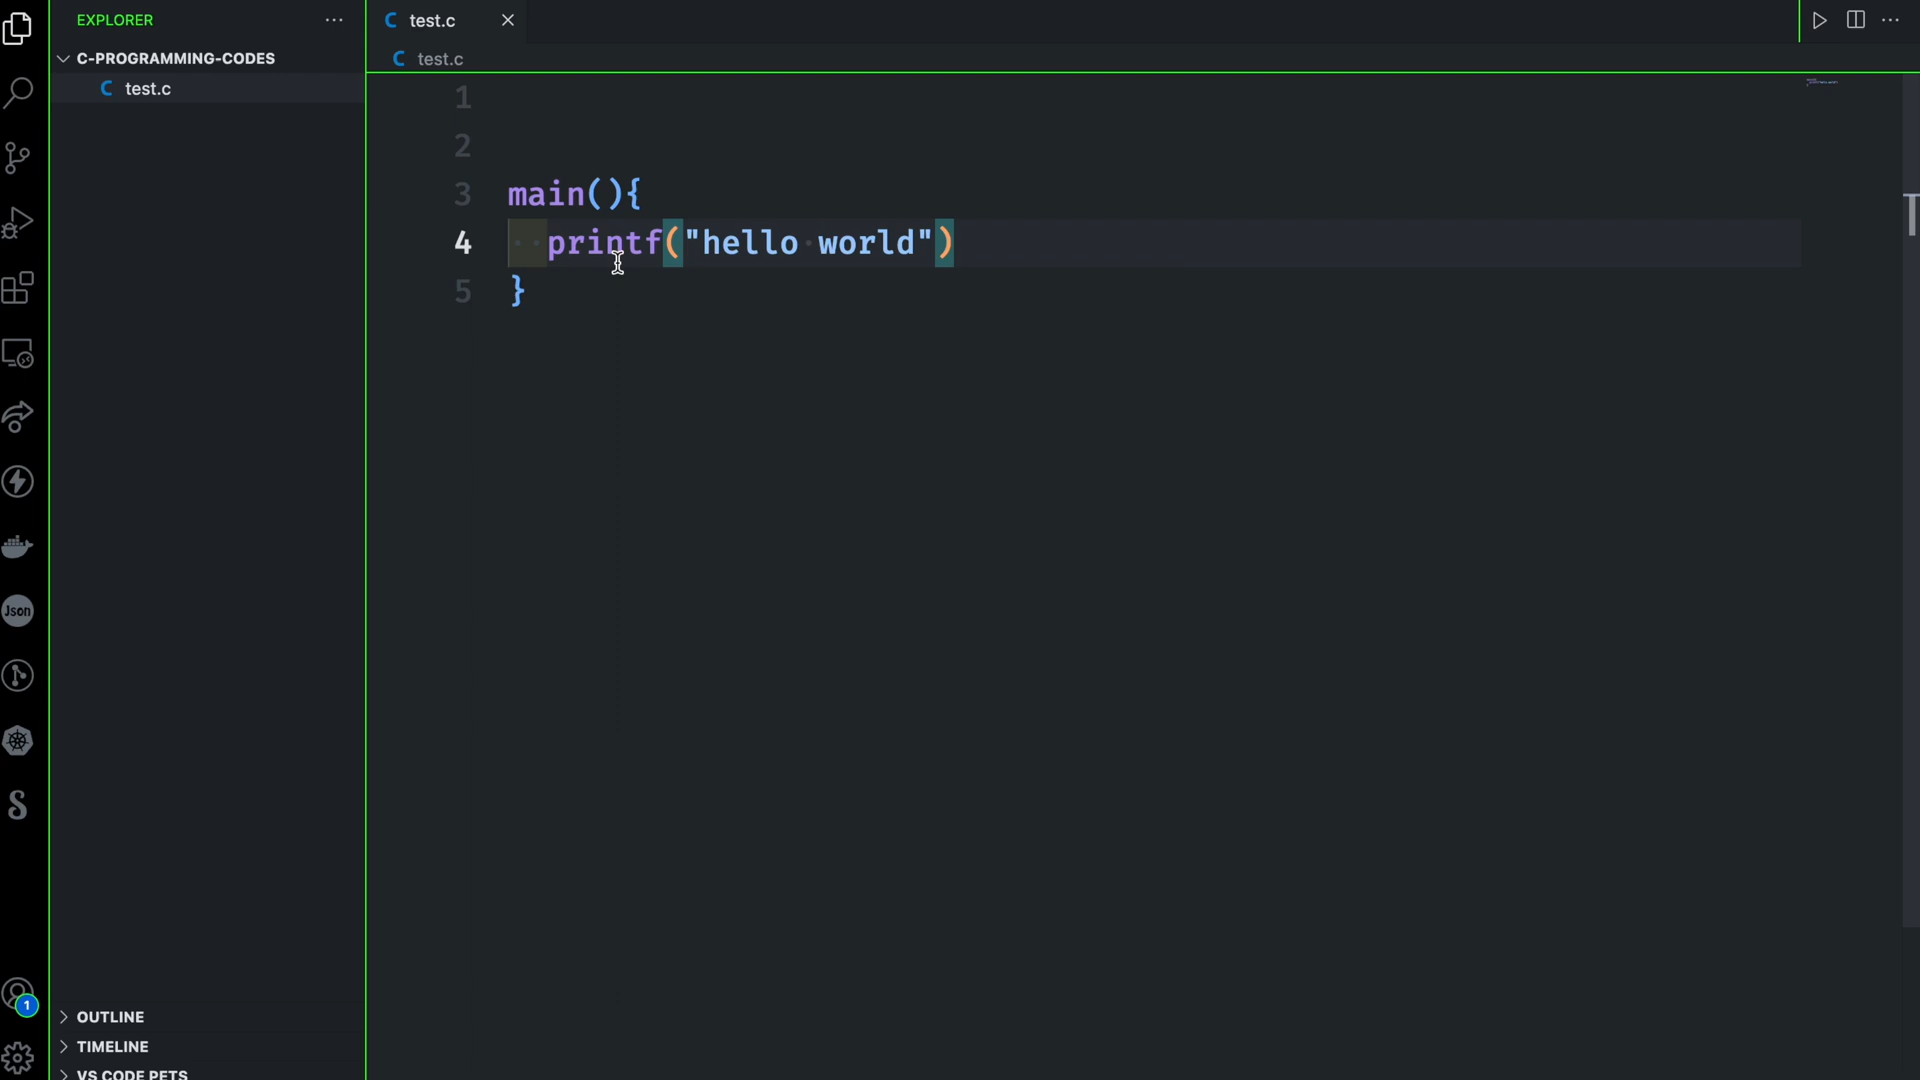 EXPLORER
C-PROGRAMMING-CODES
C test.c
C test.c
C test.c
1
2
3 main(){
4 printf("hello world")
5 }
Json
1
OUTLINE
TIMELINE
VS CODE PETS